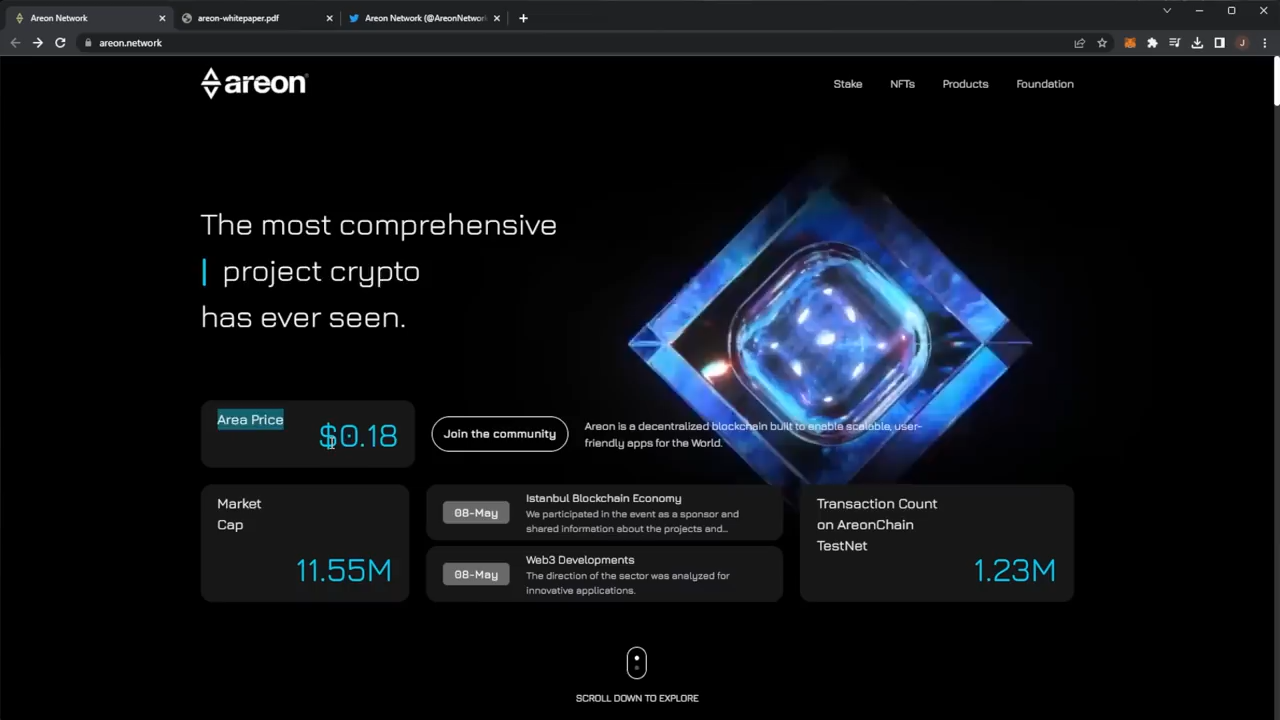 Areon Network
areon-whitepaper.pdf
Areon Network (@AreonNetwor
areon.network
J
areon
Stake
NFTs
Products
Foundation
The most comprehensive
project crypto
has ever seen.
Area Price
$0.18
Join the community
Areon is a decentralized blockchain built to enable scalable, user-
friendly apps for the World.
Market
Cap
11.55M
08-May
Istanbul Blockchain Economy
We participated in the event as a sponsor and
shared information about the projects and...
08-May
Web3 Developments
The direction of the sector was analyzed for
innovative applications.
Transaction Count
on AreonChain
TestNet
1.23M
SCROLL DOWN TO EXPLORE